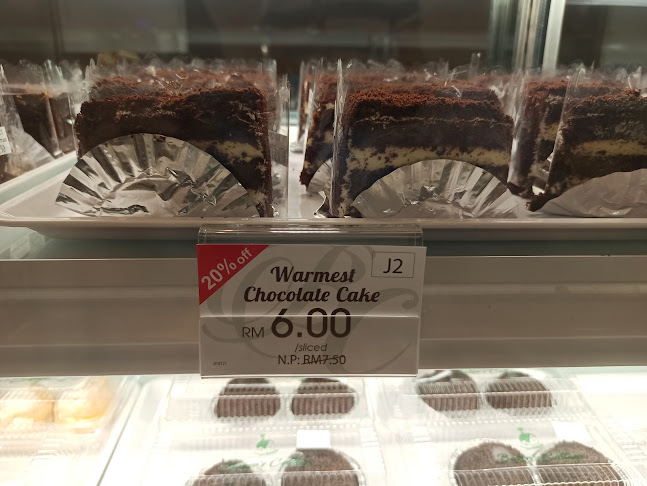 20% off
J2
Warmest
Chocolate Cake
RM 6.00
/sliced
N.P: RM7.50